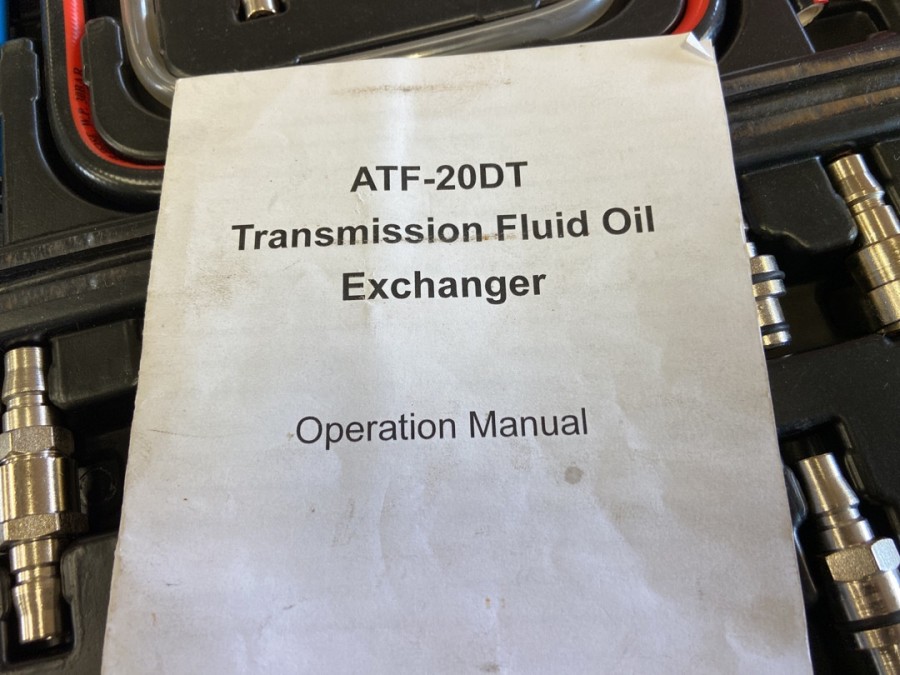 ATF-20DT
Transmission Fluid Oil
Exchanger
Operation Manual